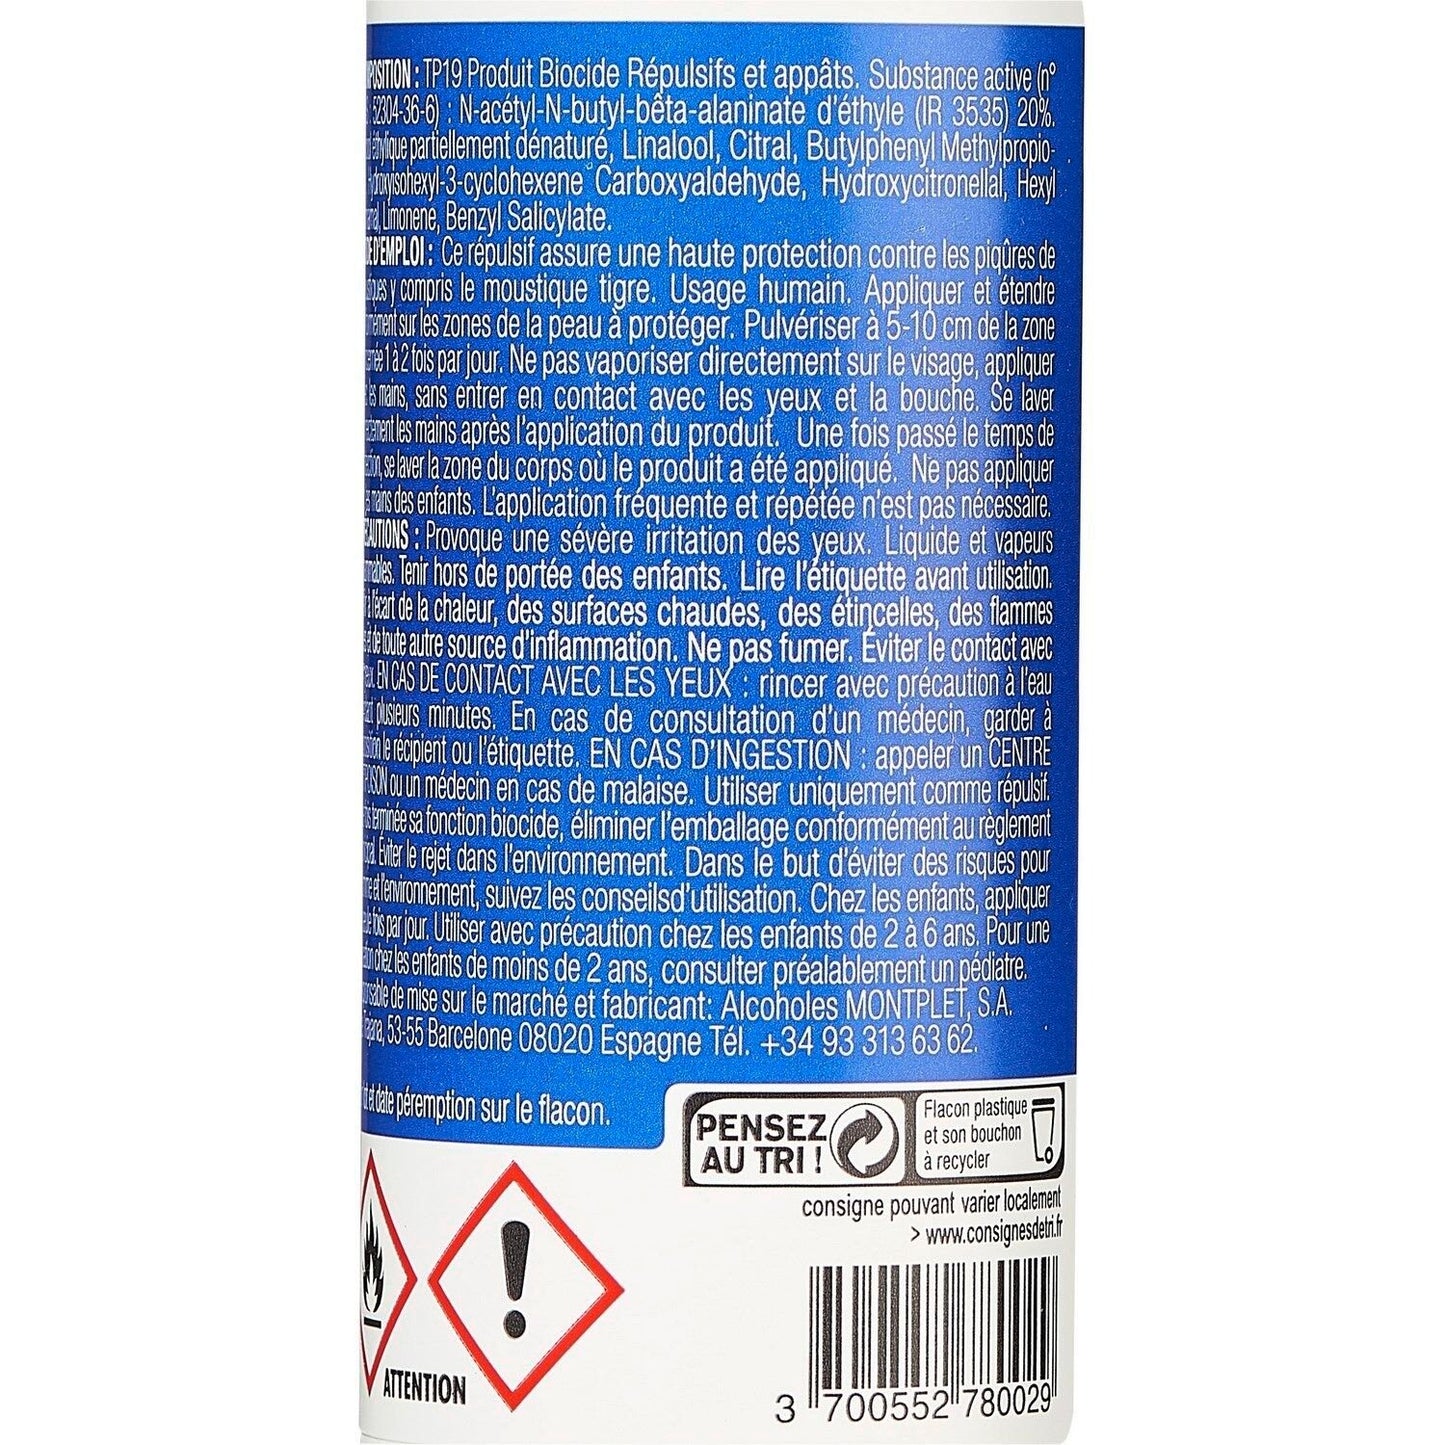 MPOSITION : TP19 Produit Biocide Répulsifs et appâts. Substance active (n°
52304-36-6) : N-acétyl-N-butyl-bêta-alaninate d'éthyle (IR 3535) 20%.
éthylique partiellement dénaturé, Linalool, Citral, Butylphenyl Methylpropio-
droxyisohexyl-3-cyclohexene Carboxyaldehyde, Hydroxycitronellal, Hexyl
Limonene, Benzyl Salicylate.
DE D'EMPLOI : Ce répulsif assure une haute protection contre les piqûres de
y compris le moustique tigre. Usage humain. Appliquer et étendre
sur les zones de la peau à protéger. Pulvériser à 5-10 cm de la zone
1 à 2 fois par jour. Ne pas vaporiser directement sur le visage, appliquer
les mains, sans entrer en contact avec les yeux et la bouche. Se laver
les mains après l'application du produit. Une fois passé le temps de
se laver la zone du corps où le produit a été appliqué. Ne pas appliquer
mains des enfants. L'application fréquente et répétée n'est pas nécessaire.
CAUTIONS : Provoque une sévère irritation des yeux. Liquide et vapeurs
Tenir hors de portée des enfants. Lire l'étiquette avant utilisation.
à l'écart de la chaleur, des surfaces chaudes, des étincelles, des flammes
et de toute autre source d'inflammation. Ne pas fumer. Éviter le contact avec
EN CAS DE CONTACT AVEC LES YEUX : rincer avec précaution à l'eau
plusieurs minutes. En cas de consultation d'un médecin, garder à
le récipient ou l'étiquette. EN CAS D'INGESTION : appeler un CENTRE
POISON ou un médecin en cas de malaise. Utiliser uniquement comme répulsif.
terminée sa fonction biocide, éliminer l'emballage conformément au règlement
Éviter le rejet dans l'environnement. Dans le but d'éviter des risques pour
et l'environnement, suivez les conseilsd'utilisation. Chez les enfants, appliquer
fois par jour. Utiliser avec précaution chez les enfants de 2 à 6 ans. Pour une
chez les enfants de moins de 2 ans, consulter préalablement un pédiatre.
de mise sur le marché et fabricant: Alcoholes MONTPLET, S.A.
53-55 Barcelone 08020 Espagne Tél. +34 93 313 63 62.
et date péremption sur le flacon.
PENSEZ
AU TRI !
Flacon plastique
et son bouchon
à recycler
consigne pouvant varier localement
> www.consignesdetri.fr
ATTENTION
3 700552 780029